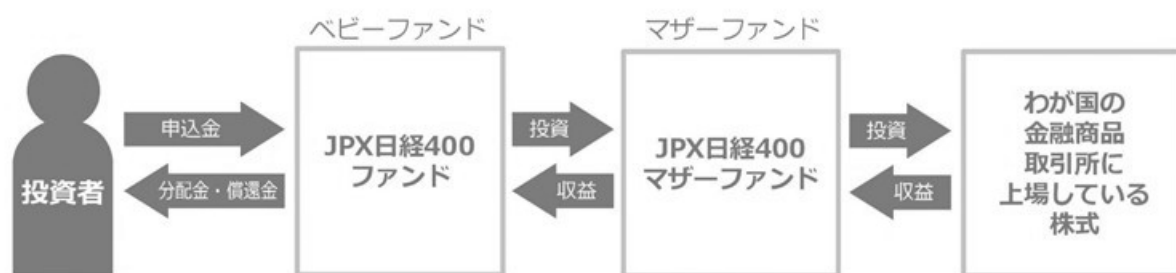 ベビーファンド
マザーファンド
投資者
申込金
分配金・償還金
JPX日経400
ファンド
投資
収益
JPX日経400
マザーファンド
投資
収益
わが国の
金融商品
取引所に
上場している
株式